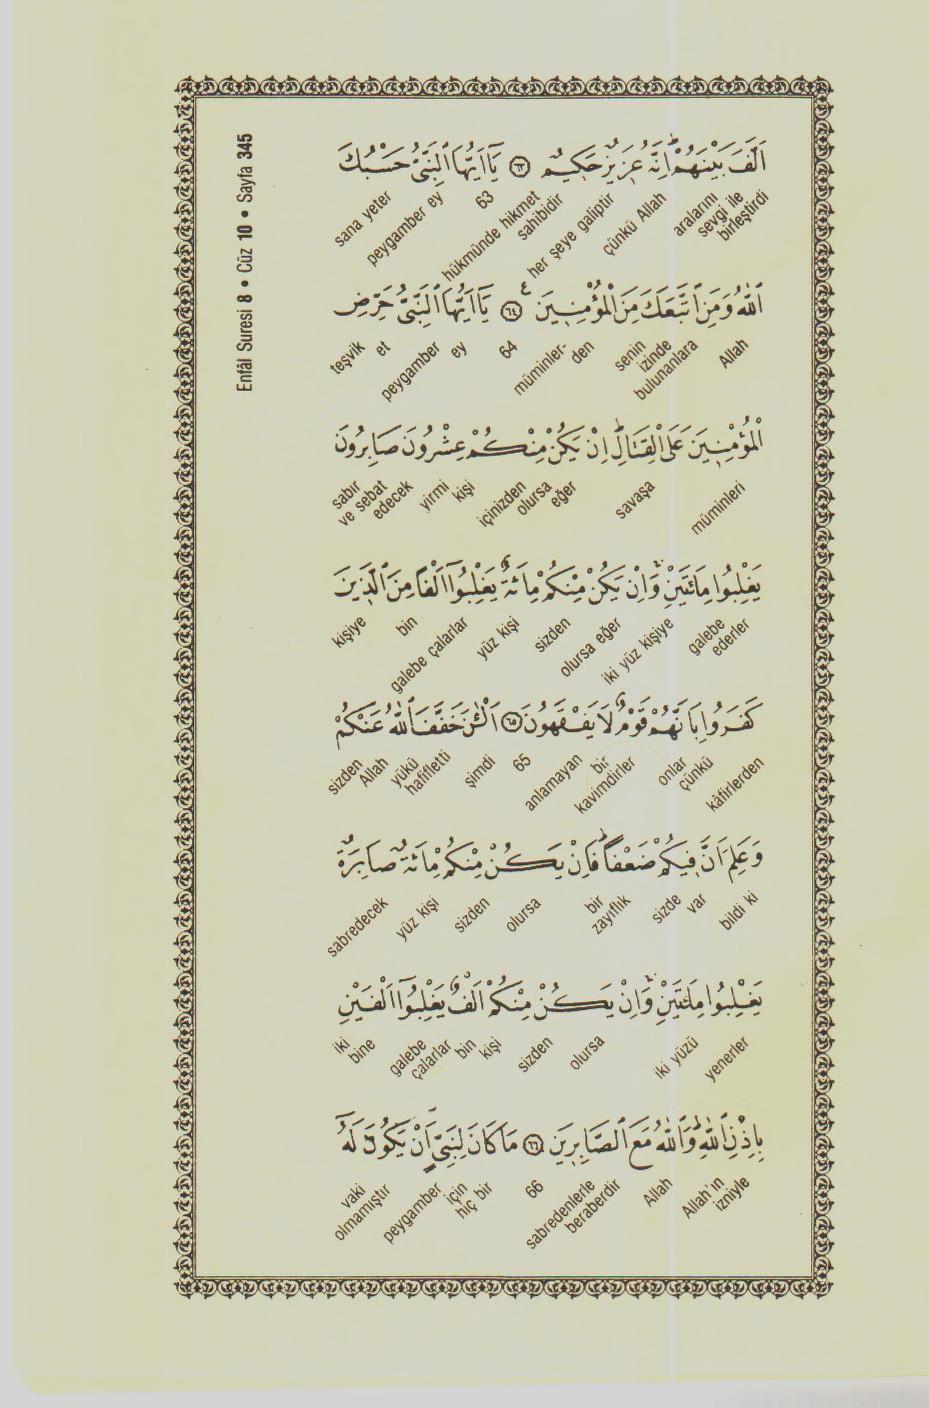 Enfâl Suresi 8 • Cüz 10 • Sayfa 345
اَلَّفَ بَيْنَهُمْۜ اِنَّهُ عَزٖيزٌ حَكٖيمٌ ﴿٦٣﴾ يَٓا اَيُّهَا النَّبِيُّ حَسْبُكَ
aralarını sevgi ile birleştirdi çünkü Allah her şeye galiptir hükmünde hikmet sahibidir 63 peygamber ey sana yeter
اللّٰهُ وَمَنِ اتَّبَعَكَ مِنَ الْمُؤْمِنٖينَ ﴿٦٤﴾ يَٓا اَيُّهَا النَّبِيُّ حَرِّضِ
Allah senin izinde bulunanlara müminler- den 64 ey peygamber teşvik et
الْمُؤْمِنٖينَ عَلَى الْقِتَالِۜ اِنْ يَكُنْ مِنْكُمْ عِشْرُونَ صَابِرُونَ
müminleri savaşa eğer olursa içinizden kişi yirmi sabır ve sebat edecek
يَغْلِبُوا مِائَتَيْنِۚ وَاِنْ يَكُنْ مِنْكُمْ مِائَةٌ يَغْلِبُٓوا اَلْفاً مِنَ الَّذٖينَ
galebe ederler iki yüz kişiye olursa eğer sizden yüz kişi galebe çalarlar bin kişiye
كَفَرُوا بِاَنَّهُمْ قَوْمٌ لَا يَفْقَهُونَ ﴿٦٥﴾ اَلْـٰٔنَ خَفَّفَ اللّٰهُ عَنْكُمْ
kâfirlerden çünkü onlar bir kavimdirler anlamayan 65 şimdi yükü hafifletti Allah sizden
وَعَلِمَ اَنَّ فٖيكُمْ ضَعْفاًۜ فَاِنْ يَكُنْ مِنْكُمْ مِائَةٌ صَابِرَةٌ
bildi ki var sizde bir zayıflık olursa sizden yüz kişi sabredecek
يَغْلِبُوا مِائَتَيْنِۚ وَاِنْ يَكُنْ مِنْكُمْ اَلْفٌ يَغْلِبُٓوا اَلْفَيْنِ
yenerler iki yüzü olursa sizden kişi bin galebe çalarlar iki bine
بِاِذْنِ اللّٰهِۜ وَاللّٰهُ مَعَ الصَّابِرٖينَ ﴿٦٦﴾ مَا كَانَ لِنَبِيٍّ اَنْ يَكُونَ لَهُٓ
Allah'ın izniyle Allah sabredenlerle beraberdir 66 hiç bir için peygamber vaki olmamıştır